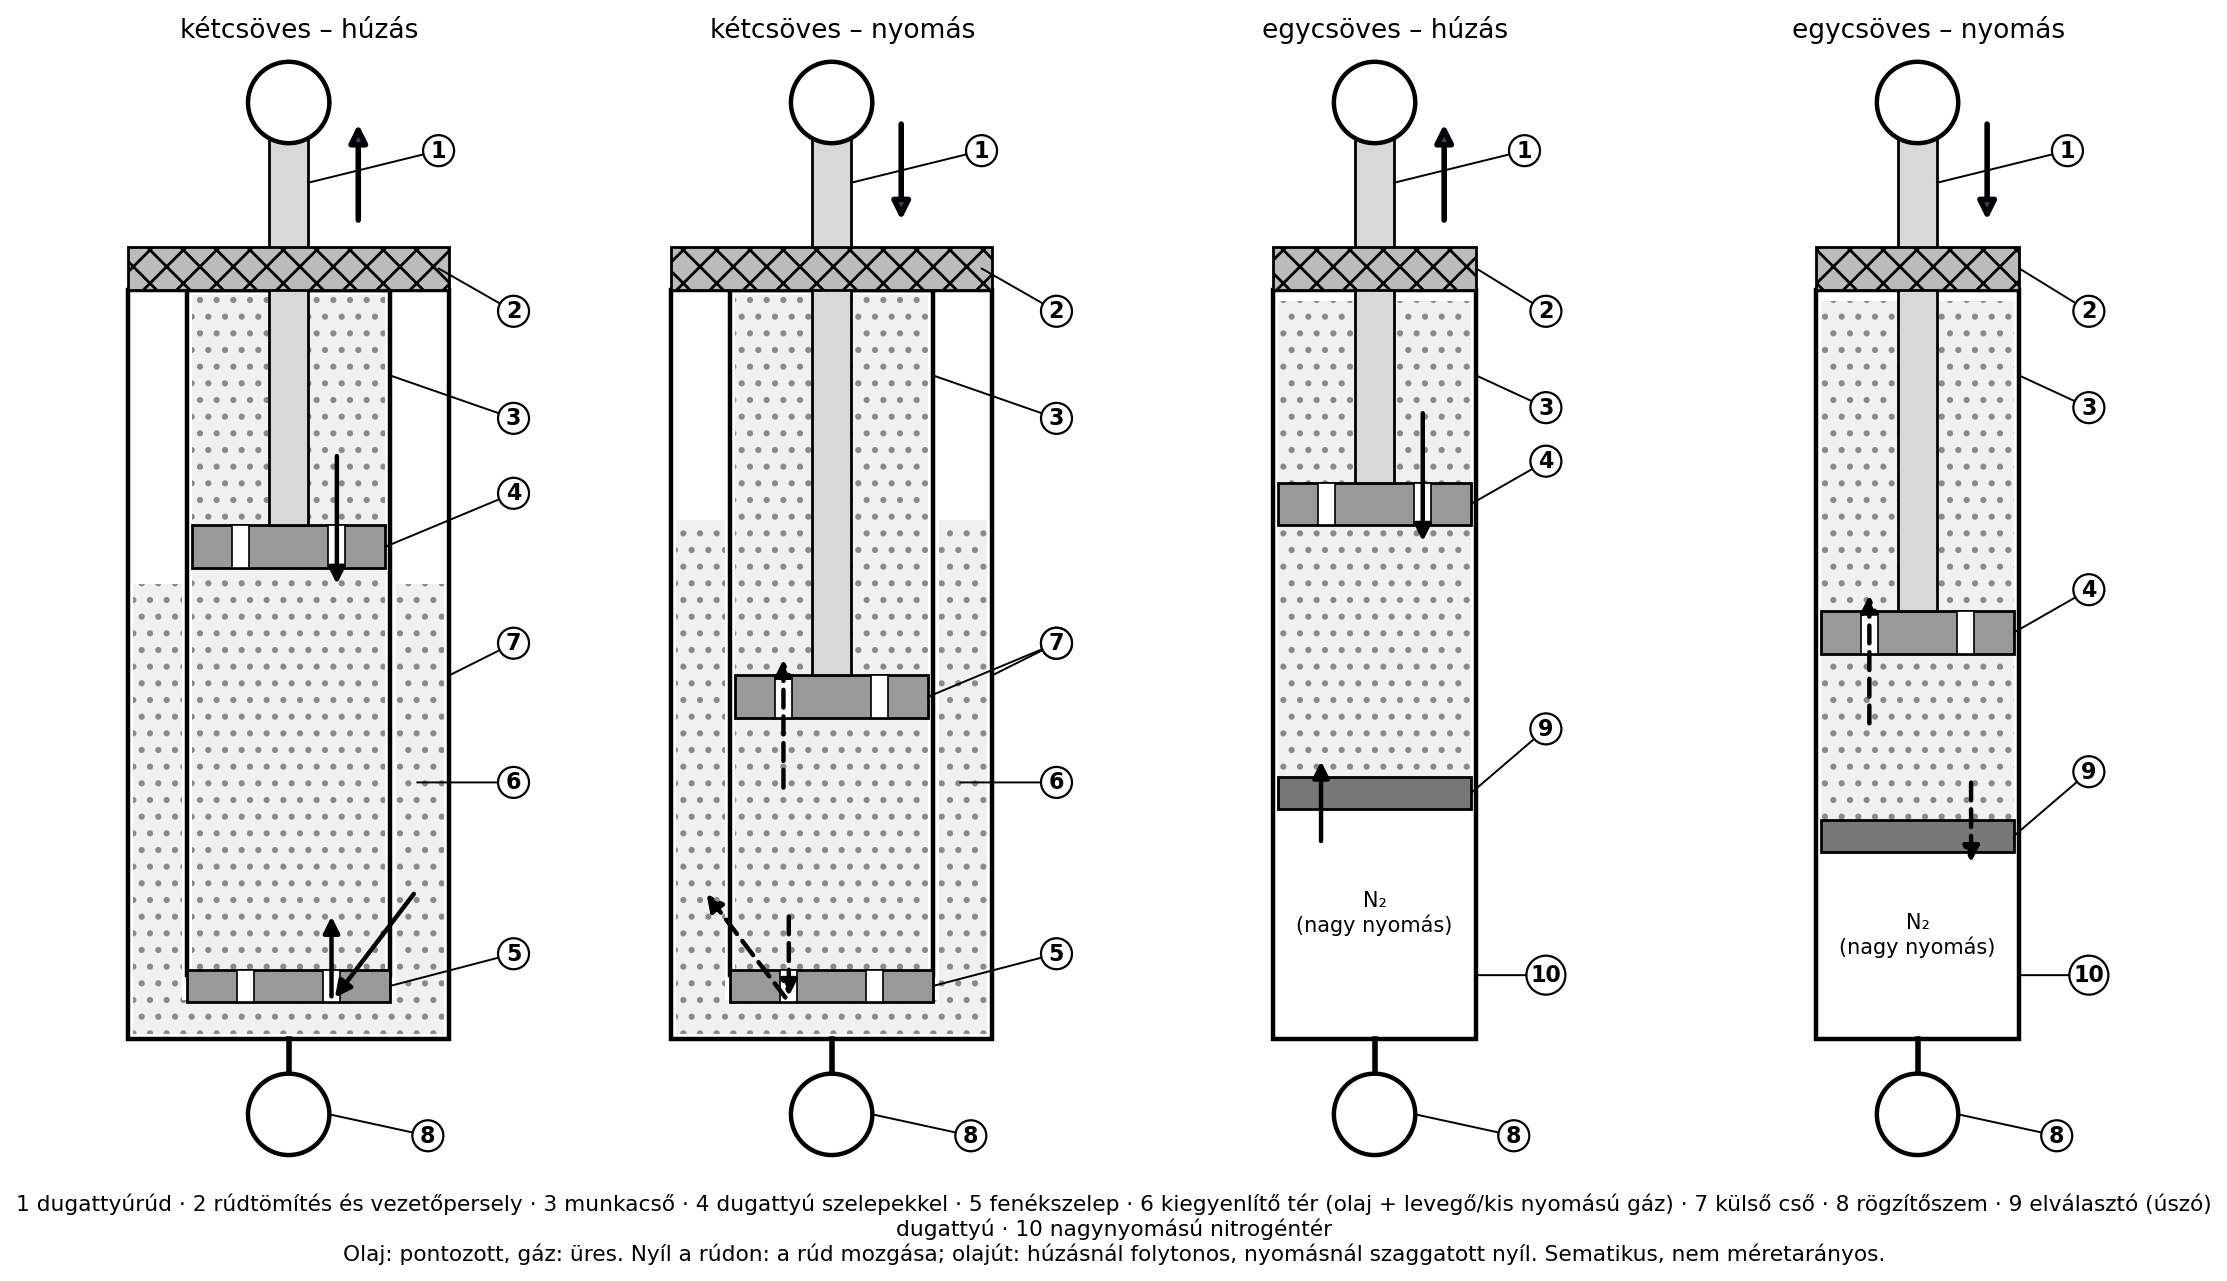 kétcsöves – húzás
kétcsöves – nyomás
egycsöves – húzás
egycsöves – nyomás
1
2
3
4
7
6
5
8
1
2
3
7
6
5
8
1
2
3
4
9
N₂
(nagy nyomás)
10
8
1
2
3
4
9
N₂
(nagy nyomás)
10
8
1 dugattyúrúd · 2 rúdtömítés és vezetőpersely · 3 munkacső · 4 dugattyú szelepekkel · 5 fenékszelep · 6 kiegyenlítő tér (olaj + levegő/kis nyomású gáz) · 7 külső cső · 8 rögzítőszem · 9 elválasztó (úszó)
dugattyú · 10 nagynyomású nitrogéntér
Olaj: pontozott, gáz: üres. Nyíl a rúdon: a rúd mozgása; olajút: húzásnál folytonos, nyomásnál szaggatott nyíl. Sematikus, nem méretarányos.